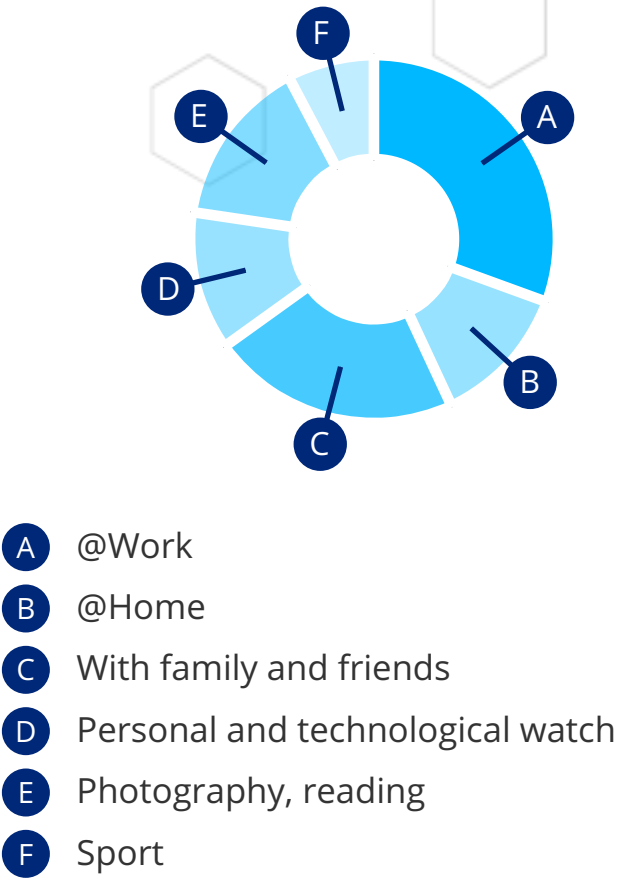 F
A
E
D
B
C
A @Work
B @Home
C With family and friends
D Personal and technological watch
E Photography, reading
F Sport